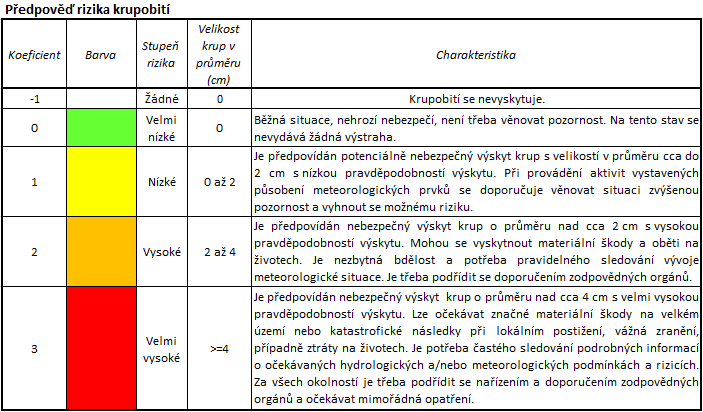 Předpověď rizika krupobití
Koeficient
Barva
Stupeň
rizika
Velikost
krup v
průměru
(cm)
Charakteristika
-1
Žádné
0
Krupobití se nevyskytuje.
0
Velmi
nízké
0
Běžná situace, nehrozí nebezpečí, není třeba věnovat pozornost. Na tento stav se
nevydává žádná výstraha.
1
Nízké
0 až 2
Je předpovídán potenciálně nebezpečný výskyt krup s velikostí v průměru cca do
2 cm s nízkou pravděpodobností výskytu. Při provádění aktivit vystavených
působení meteorologických prvků se doporučuje věnovat situaci zvýšenou
pozornost a vyhnout se možnému riziku.
2
Vysoké
2 až 4
Je předpovídán nebezpečný výskyt krup o průměru nad cca 2 cm s vysokou
pravděpodobností výskytu. Mohou se vyskytnout materiální škody a oběti na
životech. Je nezbytná bdělost a potřeba pravidelného sledování vývoje
meteorologické situace. Je třeba podřídit se doporučením zodpovědných orgánů.
3
Velmi
vysoké
>=4
Je předpovídán nebezpečný výskyt krup o průměru nad cca 4 cm s velmi vysokou
pravděpodobností výskytu. Lze očekávat značné materiální škody na velkém
území nebo katastrofické následky při lokálním postižení, vážná zranění,
případně ztráty na životech. Je potřeba častého sledování podrobných informací
o očekávaných hydrologických a/nebo meteorologických podmínkách a rizicích.
Za všech okolností je třeba podřídit se nařízením a doporučením zodpovědných
orgánů a očekávat mimořádná opatření.